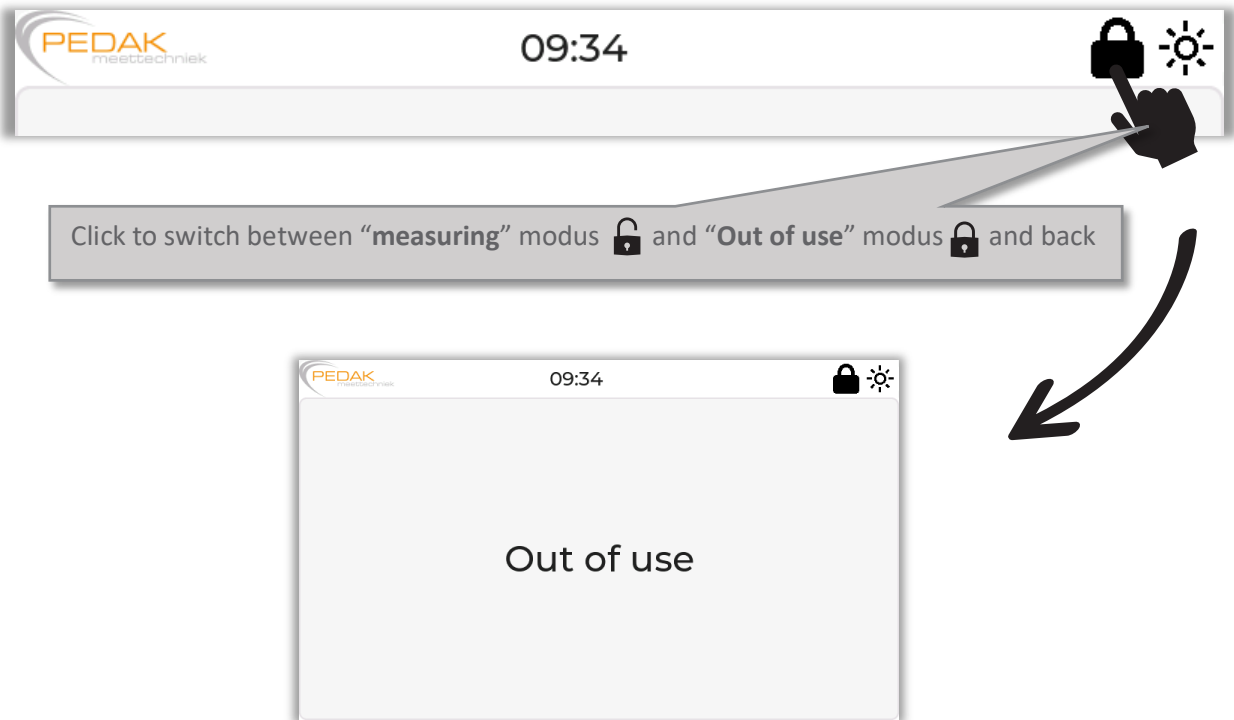 PEDAK
meettechniek
09:34
Click to switch between “measuring” modus and “Out of use” modus and back
PEDAK
meettechniek
09:34
Out of use